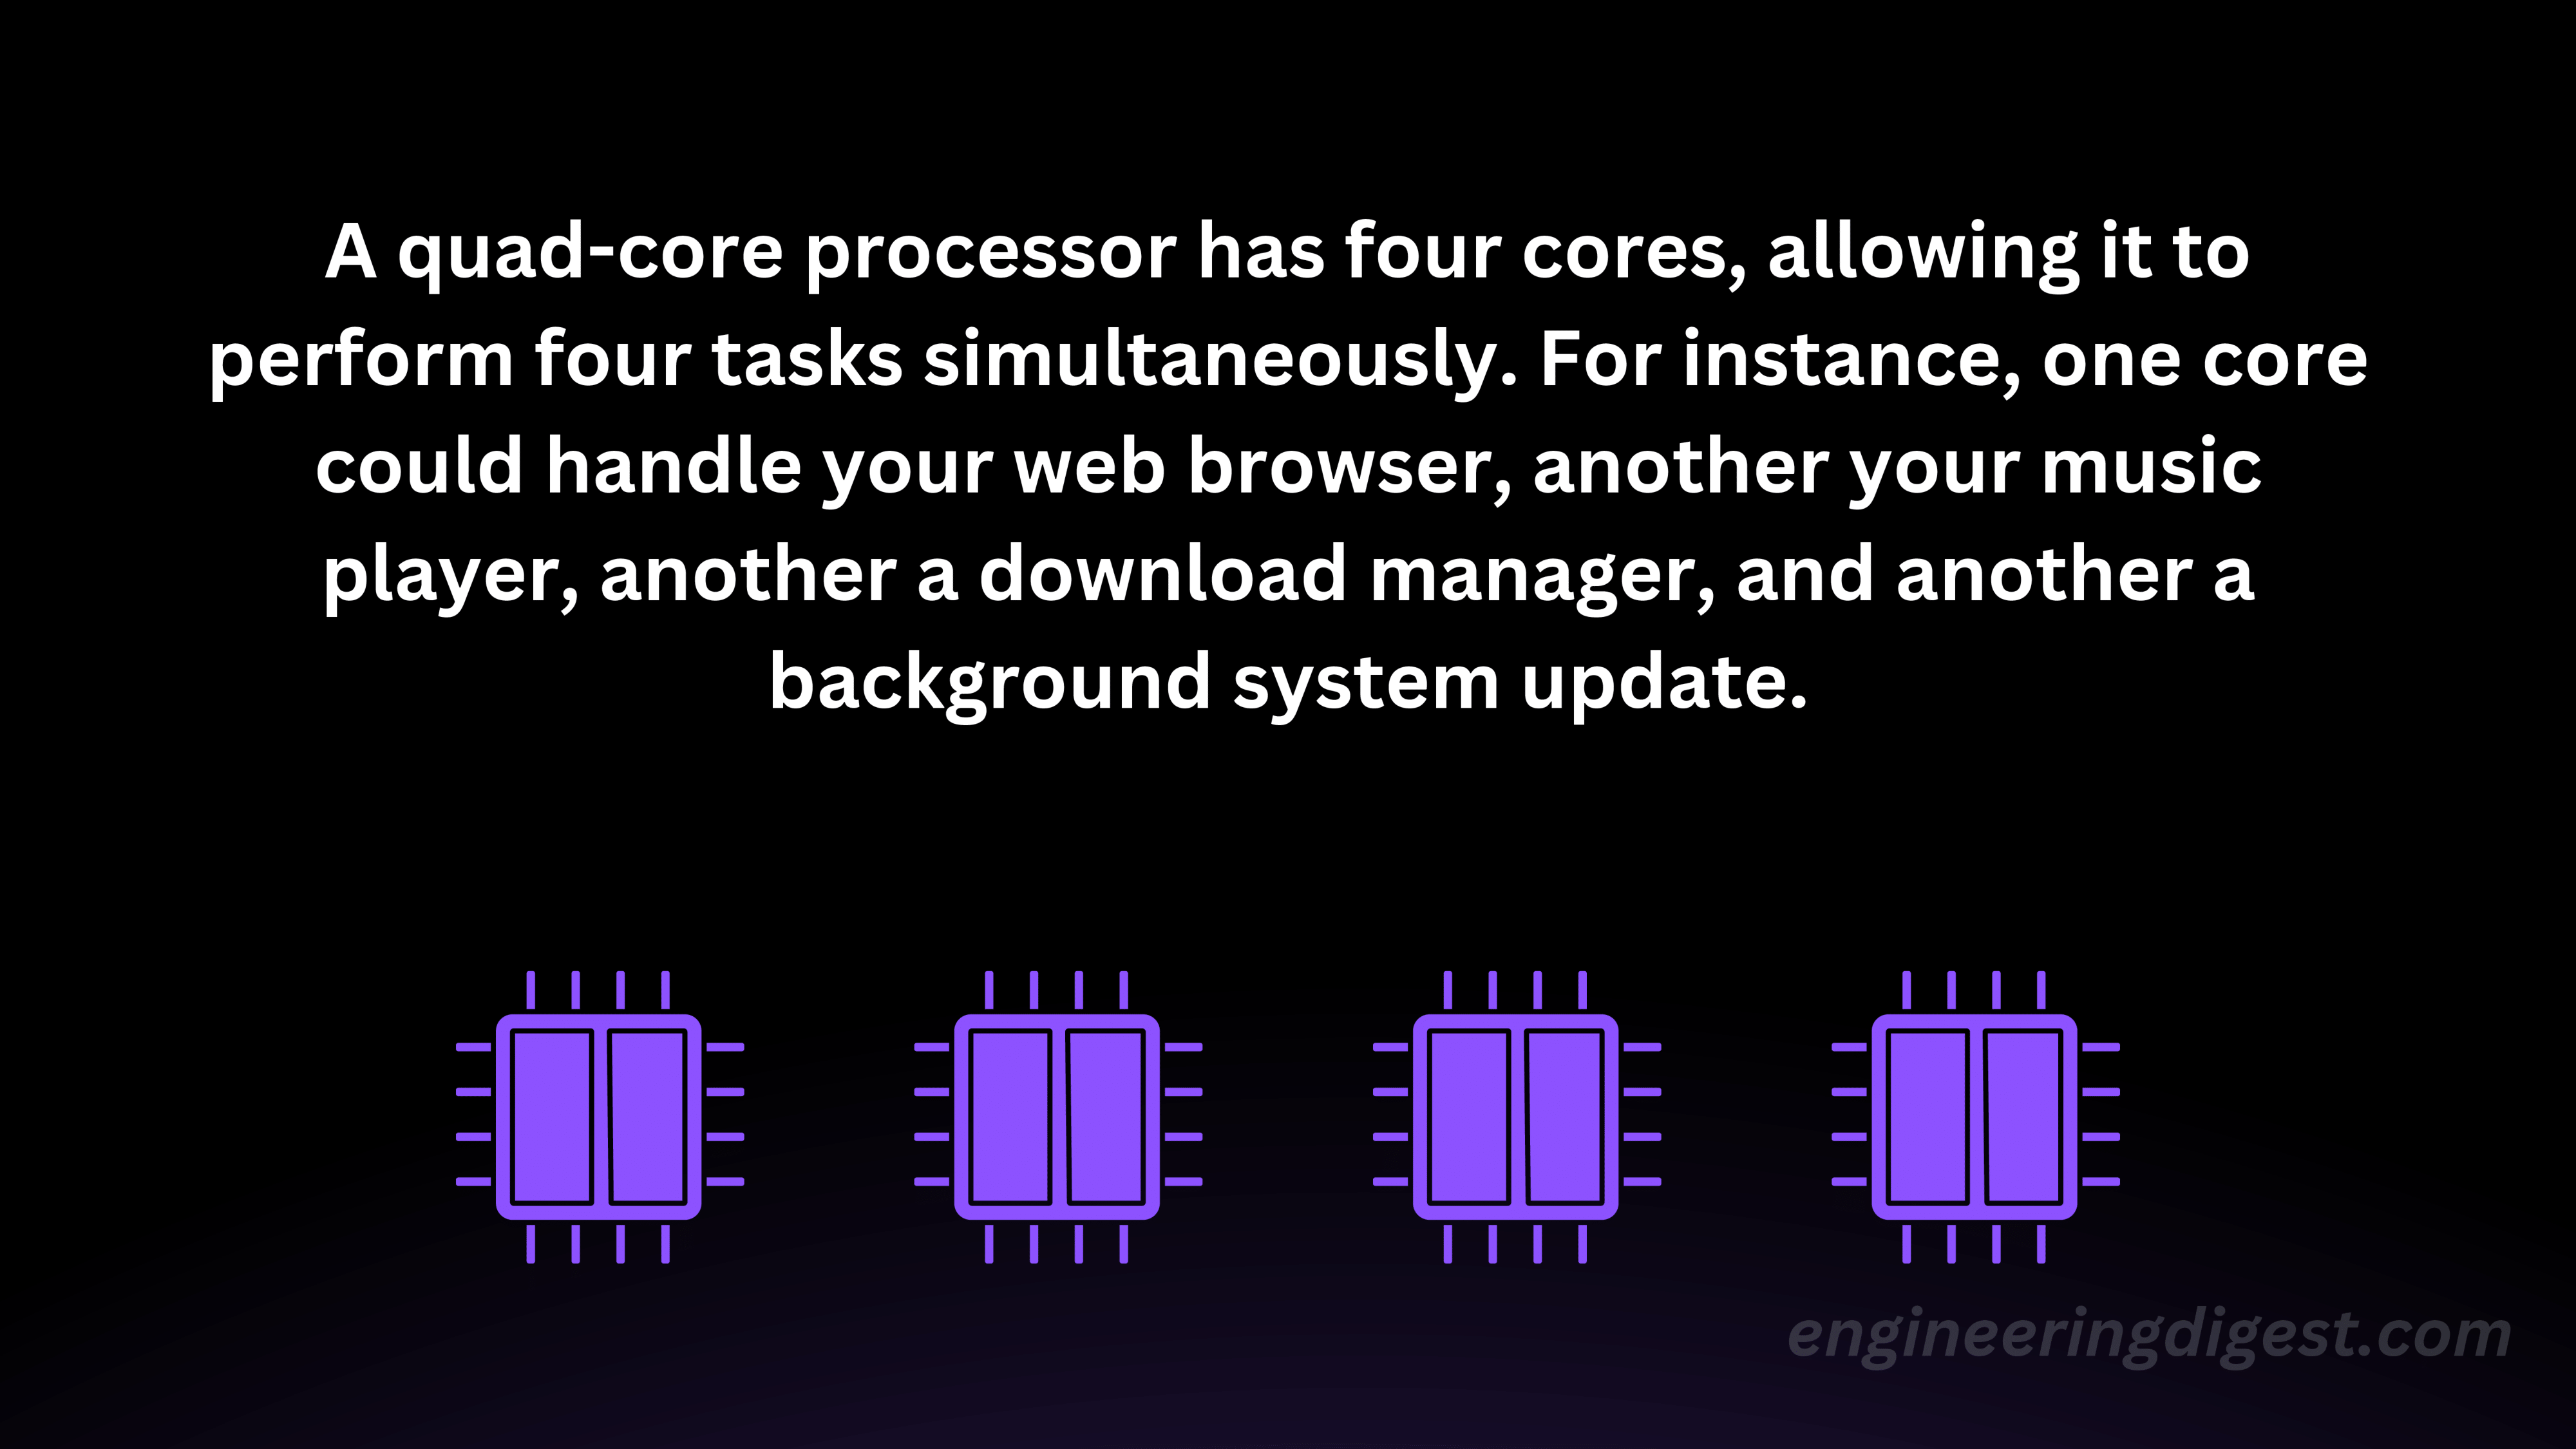 A quad-core processor has four cores, allowing it to
perform four tasks simultaneously. For instance, one core
could handle your web browser, another your music
player, another a download manager, and another a
background system update.
engineeringdigest.com